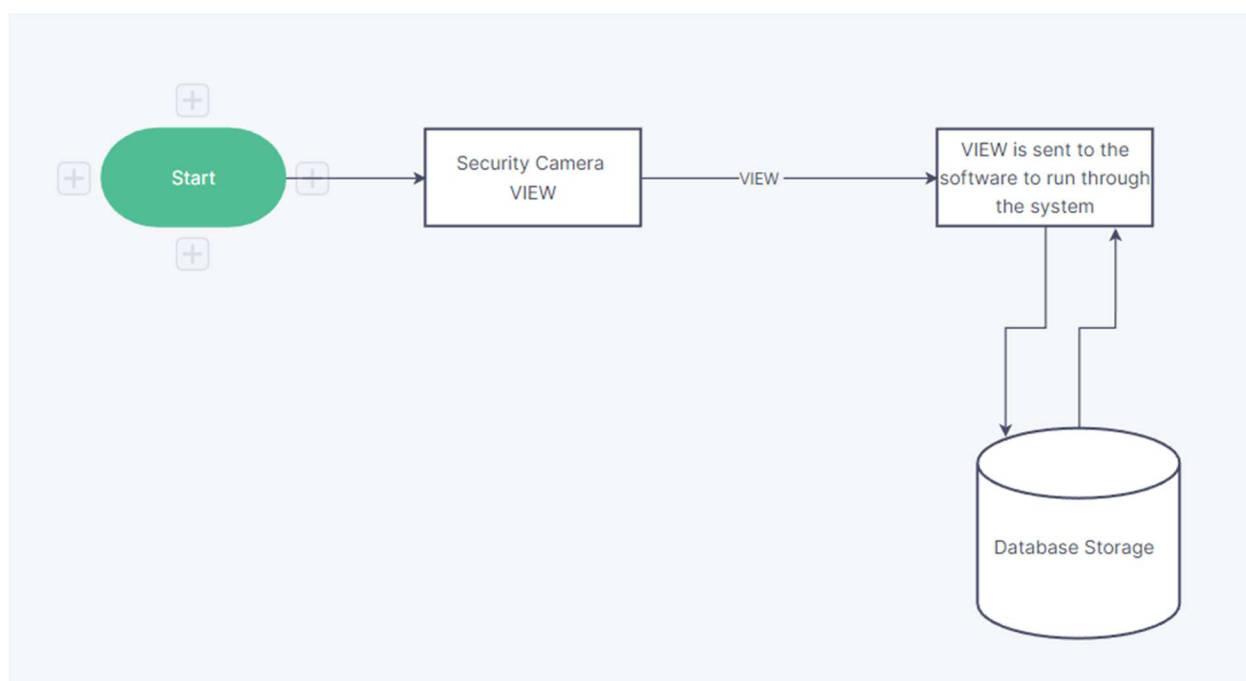 Start
Security Camera
VIEW
VIEW
VIEW is sent to the
software to run through
the system
Database Storage